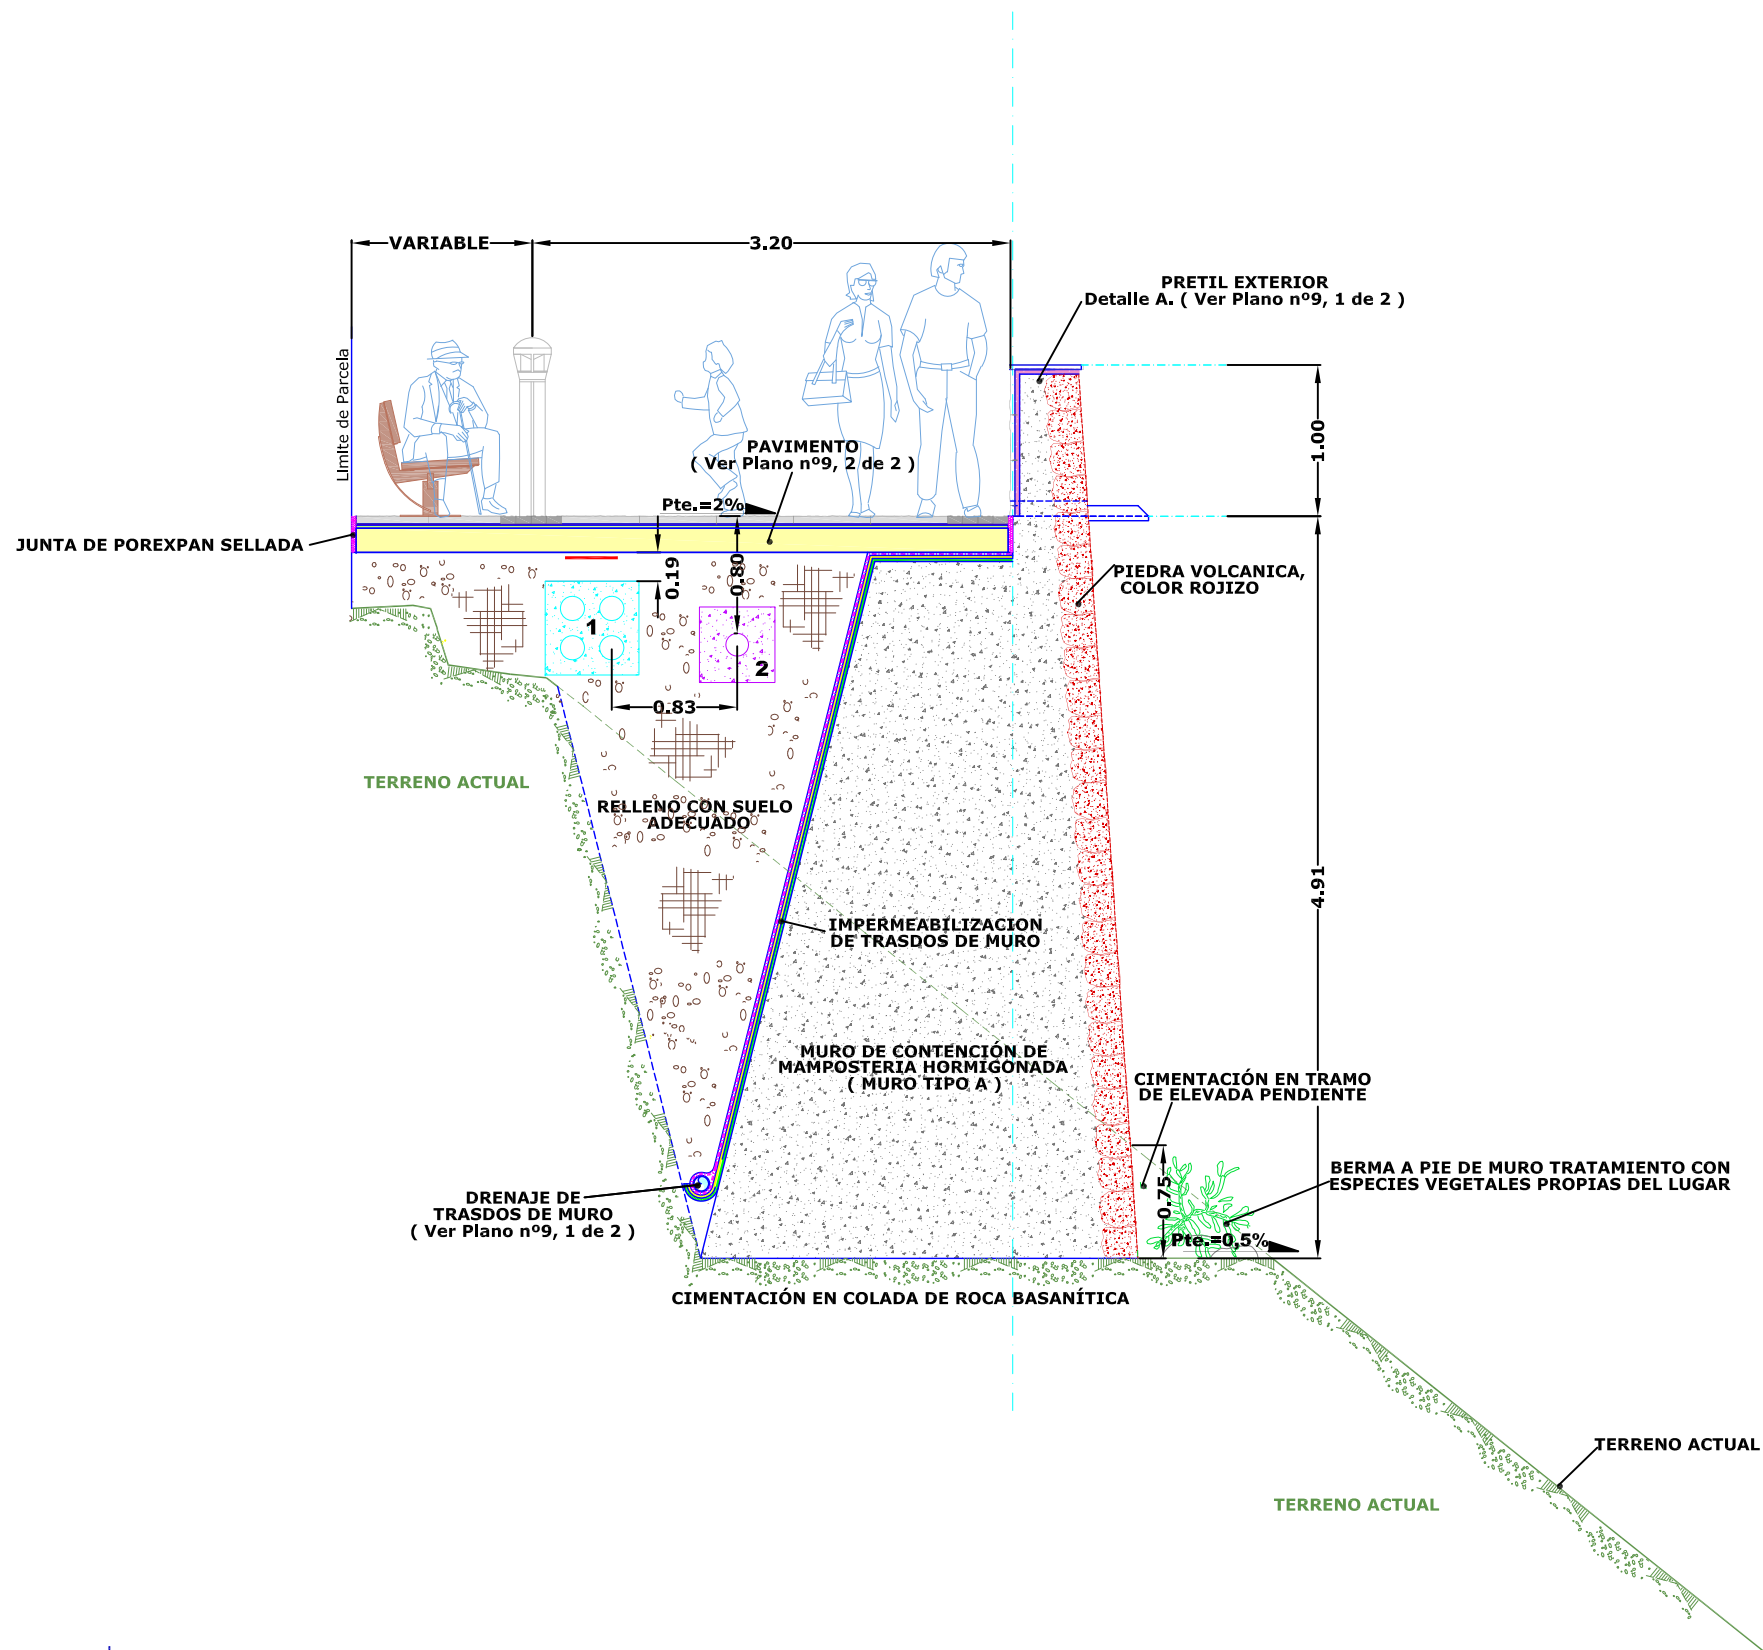 VARIABLE
3.20
PRETIL EXTERIOR
Detalle A. ( Ver Plano nº9, 1 de 2 )
Límite de Parcela
1.00
PAVIMENTO
( Ver Plano nº9, 2 de 2 )
Pte.=2%
JUNTA DE POREXPAN SELLADA
0.19
0.80
PIEDRA VOLCANICA,
COLOR ROJIZO
1
2
0.83
TERRENO ACTUAL
RELLENO CON SUELO
ADECUADO
4.91
IMPERMEABILIZACION
DE TRASDOS DE MURO
MURO DE CONTENCIÓN DE
MAMPOSTERIA HORMIGONADA
( MURO TIPO A )
CIMENTACIÓN EN TRAMO
DE ELEVADA PENDIENTE
0.75
BERMA A PIE DE MURO TRATAMIENTO CON
ESPECIES VEGETALES PROPIAS DEL LUGAR
DRENAJE DE
TRASDOS DE MURO
( Ver Plano nº9, 1 de 2 )
Pte.=0,5%
CIMENTACIÓN EN COLADA DE ROCA BASANÍTICA
TERRENO ACTUAL
TERRENO ACTUAL